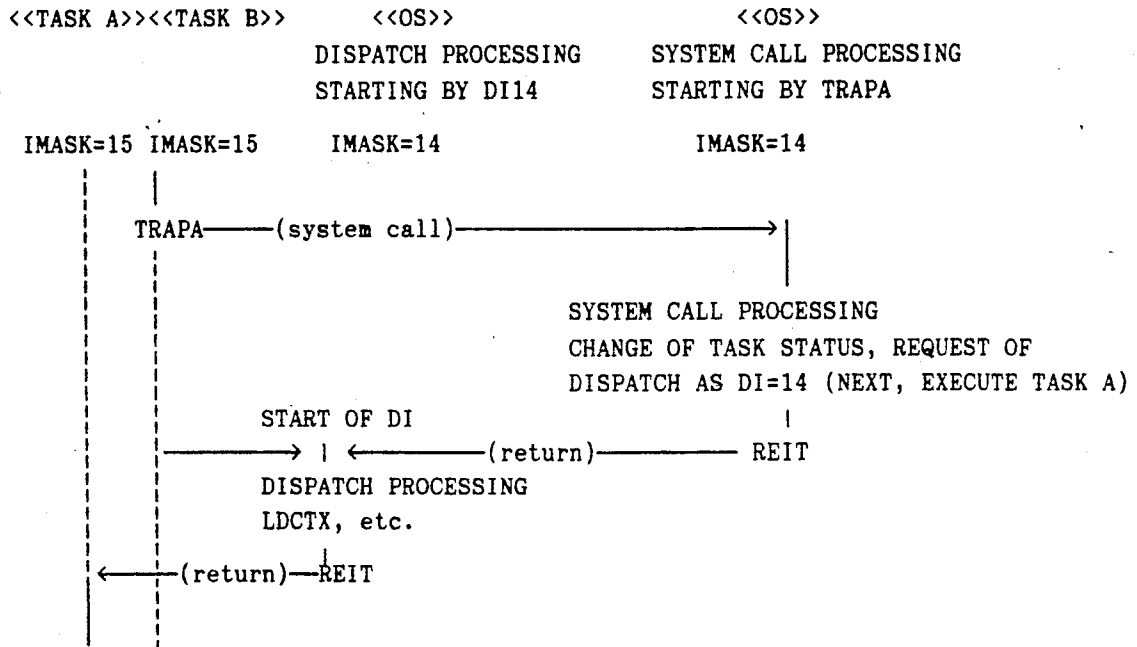 <<TASK A>><<TASK B>> <<OS>> <<OS>>
DISPATCH PROCESSING SYSTEM CALL PROCESSING
STARTING BY DI14 STARTING BY TRAPA
IMASK=15 IMASK=15 IMASK=14 IMASK=14
TRAPA (system call)
SYSTEM CALL PROCESSING
CHANGE OF TASK STATUS, REQUEST OF
DISPATCH AS DI=14 (NEXT, EXECUTE TASK A)
START OF DI
(return) REIT
DISPATCH PROCESSING
LDCTX, etc.
(return) REIT